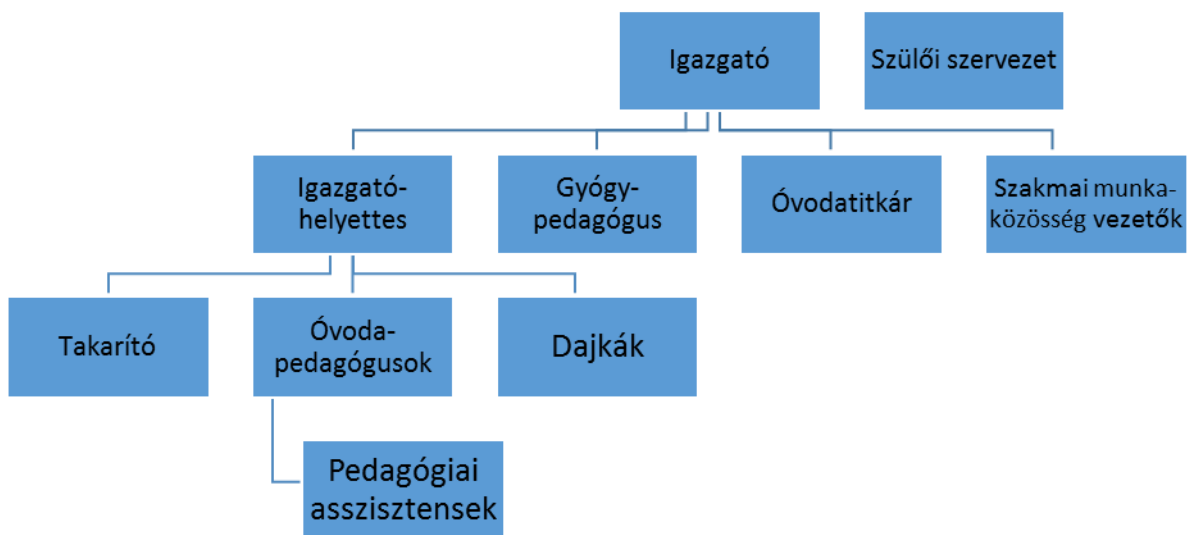 Igazgató
Szülői szervezet
Igazgató-
helyettes
Gyógy-
pedagógus
Óvodatitkár
Szakmai munka-
közösség vezetők
Takarító
Óvoda-
pedagógusok
Dajkák
Pedagógiai
asszisztensek